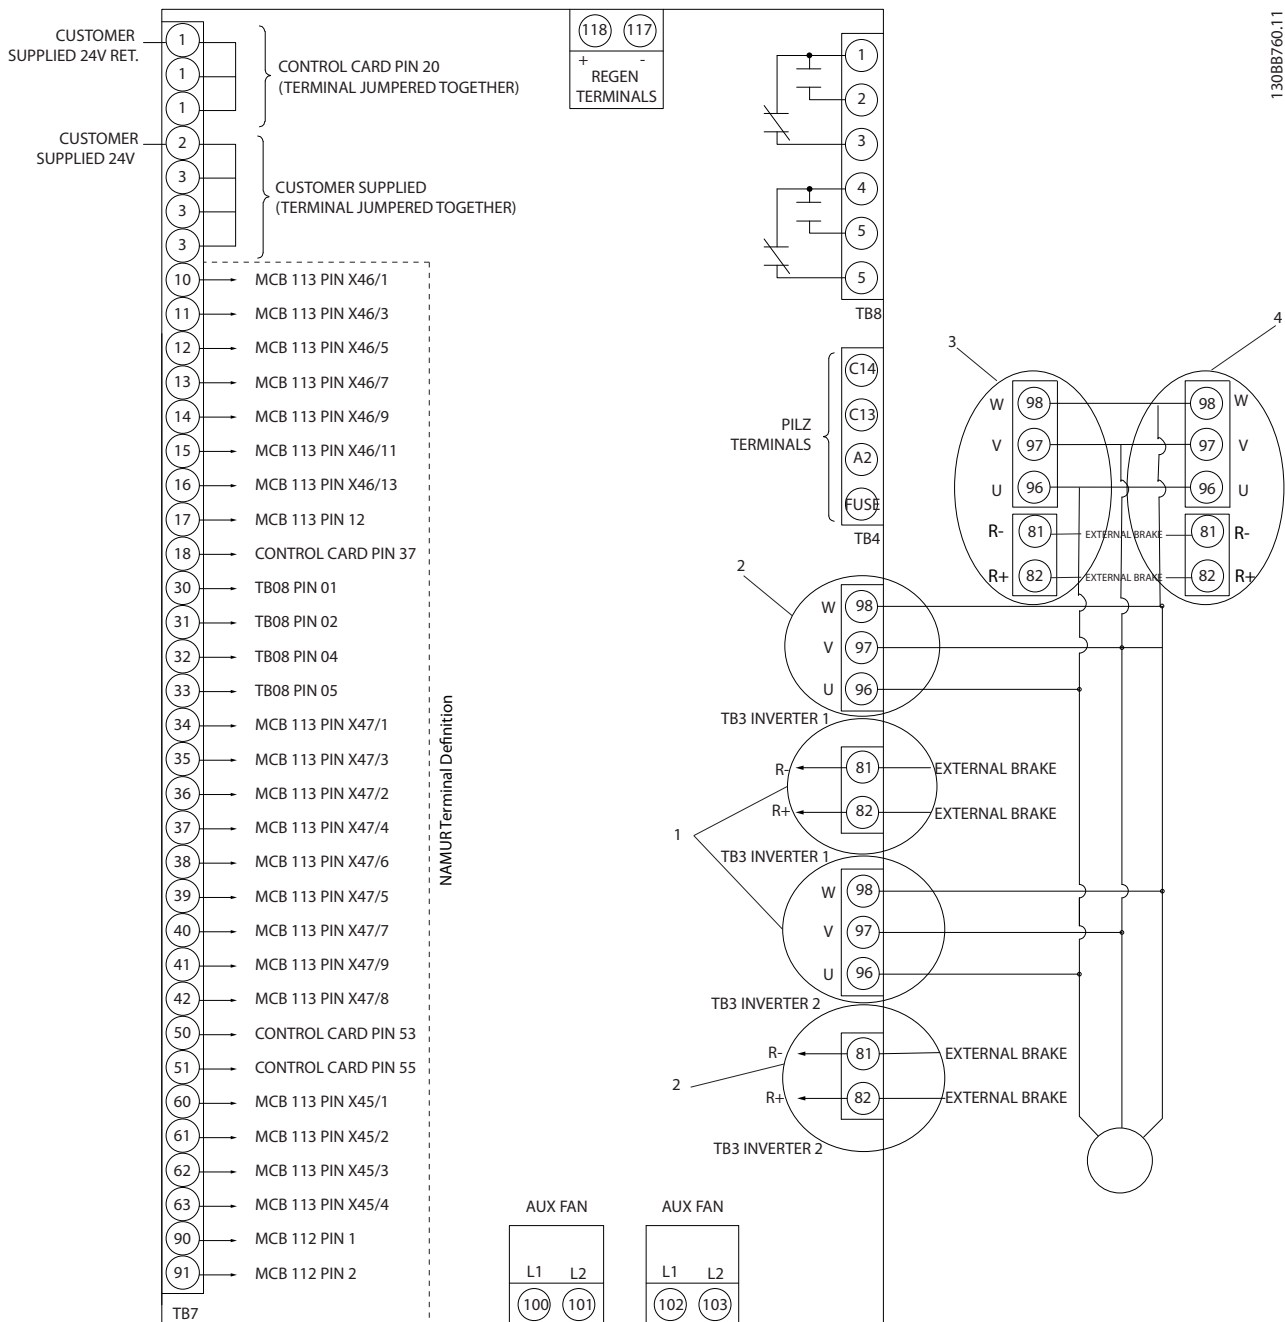 130BB760.11
CUSTOMER
SUPPLIED 24V RET.
1
1
1
CONTROL CARD PIN 20
(TERMINAL JUMPERED TOGETHER)
CUSTOMER
SUPPLIED 24V
2
3
3
3
CUSTOMER SUPPLIED
(TERMINAL JUMPERED TOGETHER)
10 MCB 113 PIN X46/1
11 MCB 113 PIN X46/3
12 MCB 113 PIN X46/5
13 MCB 113 PIN X46/7
14 MCB 113 PIN X46/9
15 MCB 113 PIN X46/11
16 MCB 113 PIN X46/13
17 MCB 113 PIN 12
18 CONTROL CARD PIN 37
30 TB08 PIN 01
31 TB08 PIN 02
32 TB08 PIN 04
33 TB08 PIN 05
34 MCB 113 PIN X47/1
35 MCB 113 PIN X47/3
36 MCB 113 PIN X47/2
37 MCB 113 PIN X47/4
38 MCB 113 PIN X47/6
39 MCB 113 PIN X47/5
40 MCB 113 PIN X47/7
41 MCB 113 PIN X47/9
42 MCB 113 PIN X47/8
50 CONTROL CARD PIN 53
51 CONTROL CARD PIN 55
60 MCB 113 PIN X45/1
61 MCB 113 PIN X45/2
62 MCB 113 PIN X45/3
63 MCB 113 PIN X45/4
90 MCB 112 PIN 1
91 MCB 112 PIN 2
TB7
NAMUR Terminal Definition
118 117
+ -
REGEN
TERMINALS
1
2
3
4
5
5
TB8
PILZ
TERMINALS
C14
C13
A2
FUSE
TB4
2
W 98
V 97
U 96
TB3 INVERTER 1
R- 81 EXTERNAL BRAKE
R+ 82 EXTERNAL BRAKE
1
TB3 INVERTER 1
W 98
V 97
U 96
TB3 INVERTER 2
R- 81 EXTERNAL BRAKE
2
R+ 82 EXTERNAL BRAKE
TB3 INVERTER 2
3
4
W 98 98 W
V 97 97 V
U 96 96 U
R- 81 EXTERNAL BRAKE 81 R-
R+ 82 EXTERNAL BRAKE 82 R+
AUX FAN
L1 L2
100 101
AUX FAN
L1 L2
102 103